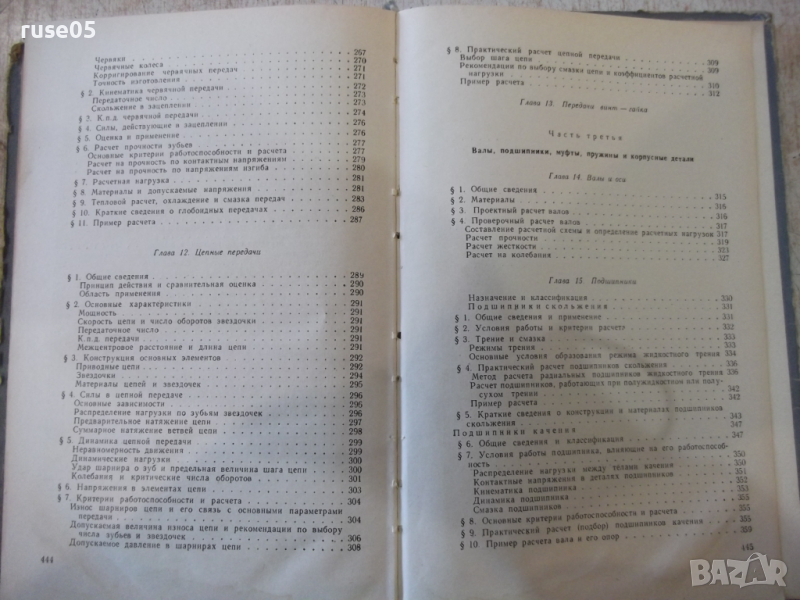 ruse05
Червяки . . . 267
Червячные колеса . . . 270
Корригирование червячных передач . . . 271
Точность изготовления . . . 271
§ 2. Кинематика червячной передачи . . . 272
Передаточное число . . . 273
Скольжение в зацеплении . . . 274
§ 3. К.п.д. червячной передачи . . . 274
§ 4. Силы, действующие в зацеплении . . . 276
§ 5. Оценка и применение . . . 276
§ 6. Расчет прочности зубьев . . . 277
Основные критерии работоспособности и расчета . . . 277
Расчет на прочность по контактным напряжениям . . . 279
Расчет на прочность по напряжениям изгиба . . . 280
§ 7. Расчетная нагрузка . . . 281
§ 8. Материалы и допускаемые напряжения . . . 281
§ 9. Тепловой расчет, охлаждение и смазка передач . . . 283
§ 10. Краткие сведения о глобоидных передачах . . . 286
§ 11. Пример расчета . . . 287
Глава 12. Цепные передачи
§ 1. Общие сведения . . . 289
Принцип действия и сравнительная оценка . . . 290
Область применения . . . 290
§ 2. Основные характеристики . . . 291
Мощность . . . 291
Скорость цепи и число оборотов звездочки . . . 291
Передаточное число . . . 291
К.п.д. передачи . . . 291
Межцентровое расстояние и длина цепи . . . 291
§ 3. Конструкция основных элементов . . . 292
Приводные цепи . . . 292
Звездочки . . . 294
Материалы цепей и звездочек . . . 295
§ 4. Силы в цепной передаче . . . 296
Основные зависимости . . . 296
Распределение нагрузки по зубьям звездочек . . . 296
Предварительное натяжение цепи . . . 298
Суммарное натяжение ветвей цепи . . . 298
§ 5. Динамика цепной передачи . . . 299
Неравномерность движения . . . 299
Динамические нагрузки . . . 300
Удар шарнира о зуб и предельная величина шага цепи . . . 300
Колебания и критические числа оборотов . . . 301
§ 6. Напряжения в элементах цепи . . . 303
§ 7. Критерии работоспособности и расчета . . . 304
Износ шарниров цепи и его связь с основными параметрами
передачи . . . 304
Допускаемая величина износа цепи и рекомендации по выбору
числа зубьев и звездочек . . . 306
Допускаемое давление в шарнирах цепи . . . 308
444
§ 8. Практический расчет цепной передачи . . . 309
Выбор шага цепи . . . 309
Рекомендации по выбору смазки цепи и коэффициентов расчетной
нагрузки . . . 310
Пример расчета . . . 312
Глава 13. Передача винт — гайка
Часть третья
Валы, подшипники, муфты, пружины и корпусные детали
Глава 14. Валы и оси
§ 1. Общие сведения . . .
§ 2. Материалы . . . 315
§ 3. Проектный расчет валов . . . 316
§ 4. Проверочный расчет валов . . . 316
Составление расчетной схемы и определение расчетных нагрузок 317
Расчет прочности . . . 319
Расчет жесткости . . . 323
Расчет на колебания . . . 327
Глава 15. Подшипники
Назначение и классификация . . . 330
Подшипники скольжения . . . 331
§ 1. Общие сведения и применение . . . 331
§ 2. Условия работы и критерии расчета . . . 332
§ 3. Трение и смазка . . . 333
Режимы трения . . . 333
Основные условия образования режима жидкостного трения 334
§ 4. Практический расчет подшипников скольжения . . . 336
Метод расчета радиальных подшипников жидкостного трения 336
Расчет подшипников, работающих при полужидкостном или полу-
сухом трении . . . 342
Пример расчета . . . 342
§ 5. Краткие сведения о конструкции и материалах подшипников
скольжения . . . 343
Подшипники качения . . . 347
§ 6. Общие сведения и классификация . . .
§ 7. Условия работы подшипника, влияющие на его работоспособ-
ность . . . 350
Распределение нагрузки между телами качения . . . 350
Контактные напряжения в деталях подшипников . . . 351
Кинематика подшипника . . . 352
Динамика подшипника . . . 353
Смазка подшипников . . . 355
§ 8. Основные критерии работоспособности и расчета . . .
§ 9. Практический расчет (подбор) подшипников качения . . . 355
§ 10. Пример расчета вала и его опор . . .
445
BAZAR